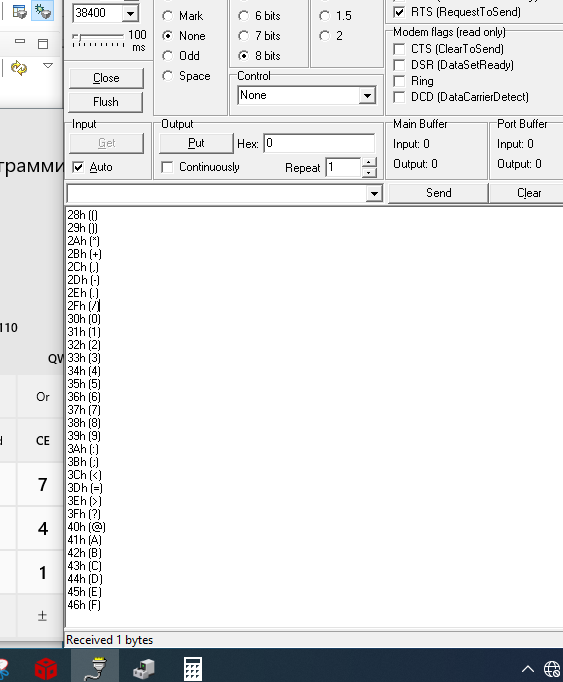 38400
100
ms
Close
Flush
Mark
None
Odd
Space
6 bits
7 bits
8 bits
1.5
2
Control
None
RTS (RequestToSend)
Modem flags (read only)
CTS (ClearToSend)
DSR (DataSetReady)
Ring
DCD (DataCarrierDetect)
Input
Get
Auto
Output
Put
Hex: 0
Continuously
Repeat 1
Main Buffer
Input: 0
Output: 0
Port Buffer
Input: 0
Output: 0
Send
Clear
28h (()
29h ())
2Ah (*)
2Bh (+)
2Ch (,)
2Dh (-)
2Eh (.)
2Fh (/)
30h (0)
31h (1)
32h (2)
33h (3)
34h (4)
35h (5)
36h (6)
37h (7)
38h (8)
39h (9)
3Ah (:)
3Bh (;)
3Ch (<)
3Dh (=)
3Eh (>)
3Fh (?)
40h (@)
41h (A)
42h (B)
43h (C)
44h (D)
45h (E)
46h (F)
Received 1 bytes
грамми
110
QW
Or
CE
7
4
1
±